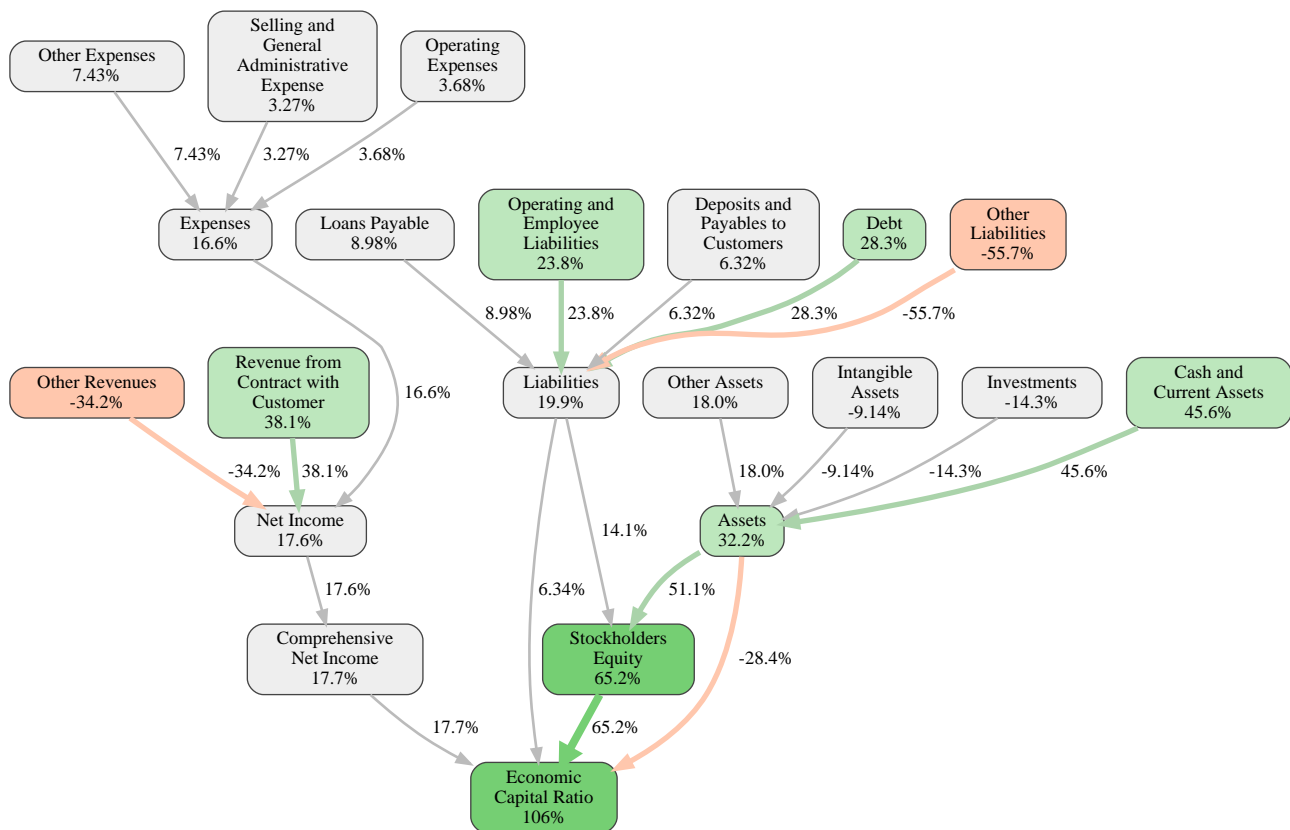 Other Expenses
7.43%
Selling and
General
Administrative
Expense
3.27%
Operating
Expenses
3.68%
7.43%
3.27%
3.68%
Expenses
16.6%
Loans Payable
8.98%
Operating and
Employee
Liabilities
23.8%
Deposits and
Payables to
Customers
6.32%
Debt
28.3%
Other
Liabilities
-55.7%
8.98%
23.8%
6.32%
28.3%
-55.7%
Other Revenues
-34.2%
Revenue from
Contract with
Customer
38.1%
16.6%
Liabilities
19.9%
Other Assets
18.0%
Intangible
Assets
-9.14%
Investments
-14.3%
Cash and
Current Assets
45.6%
-34.2%
38.1%
18.0%
-9.14%
-14.3%
45.6%
Net Income
17.6%
Assets
32.2%
14.1%
17.6%
6.34%
51.1%
Comprehensive
Net Income
17.7%
Stockholders
Equity
65.2%
-28.4%
17.7%
65.2%
Economic
Capital Ratio
106%